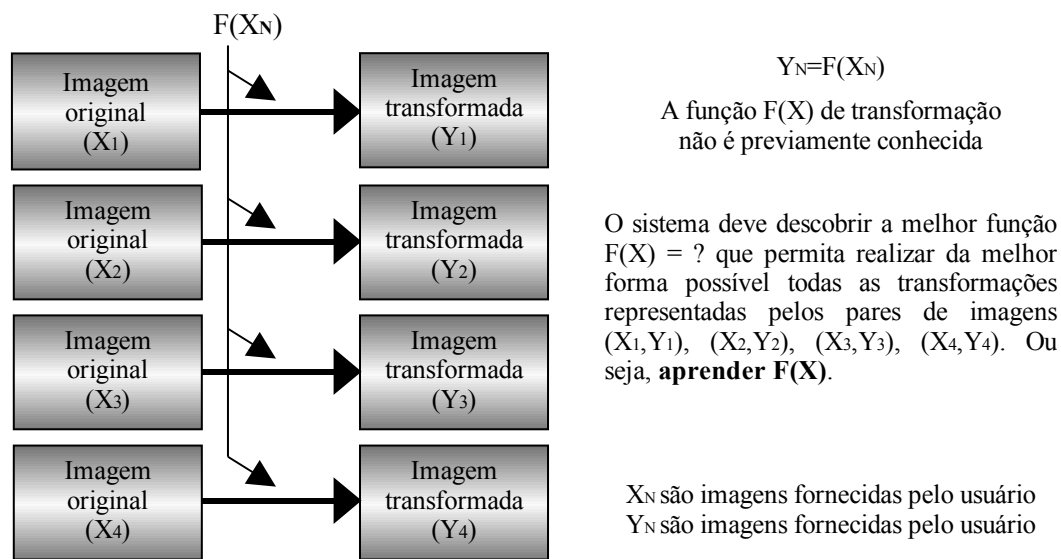 F(XN)
Imagem
original
(X1)
Imagem
transformada
(Y1)
Imagem
original
(X2)
Imagem
transformada
(Y2)
Imagem
original
(X3)
Imagem
transformada
(Y3)
Imagem
original
(X4)
Imagem
transformada
(Y4)
YN=F(XN)
A função F(X) de transformação
não é previamente conhecida
O sistema deve descobrir a melhor função
F(X) = ? que permita realizar da melhor
forma possível todas as transformações
representadas pelos pares de imagens
(X1,Y1), (X2,Y2), (X3,Y3), (X4,Y4). Ou
seja, aprender F(X).
XN são imagens fornecidas pelo usuário
YN são imagens fornecidas pelo usuário